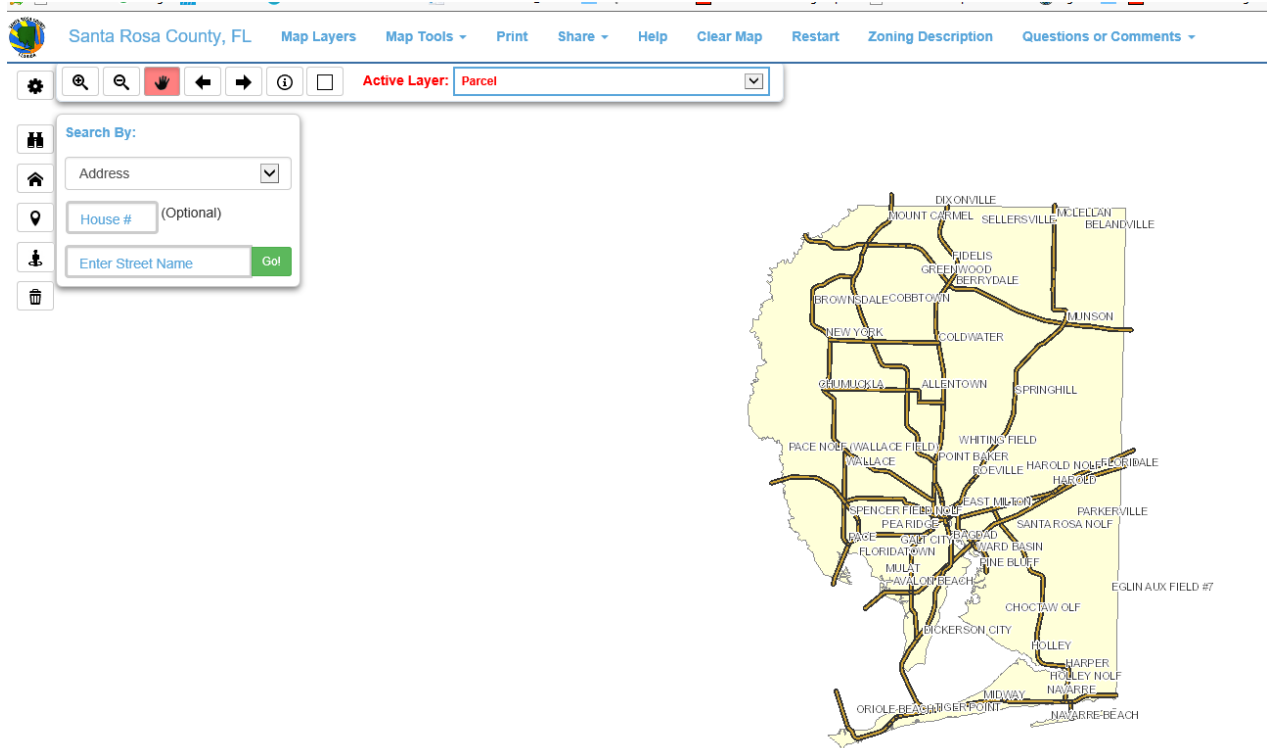 Santa Rosa County, FL Map Layers Map Tools Print Share Help Clear Map Restart Zoning Description Questions or Comments
Active Layer: Parcel
Search By:
Address
House # (Optional)
Enter Street Name Go!
DIXONVILLE
MOUNT CARMEL
SELLERSVILLE
MCLELLAN
BELANDVILLE
FIDELIS
GREENWOOD
BERRYDALE
BROWNSDALE
COBBTOWN
MUNSON
NEW YORK
COLDWATER
CHUMUCKLA
ALLENTOWN
SPRINGHILL
PACE NOLF (WALLACE FIELD)
WHITING FIELD
WALLACE
POINT BAKER
ROEVILLE
HAROLD NOLF
FLORIDALE
HAROLD
EAST MILTON
SPENCER FIELD NOLF
PARKERVILLE
PEA RIDGE
SANTA ROSA NOLF
PACE
GALT CITY
BAGDAD
FLORIDATOWN
WARD BASIN
MULAT
PINE BLUFF
AVALON BEACH
EGLIN AUX FIELD #7
CHOCTAW OLF
DICKERSON CITY
HOLLEY
HARPER
HOLLEY NOLF
MIDWAY
NAVARRE
ORIOLE BEACH
TIGER POINT
NAVARRE BEACH